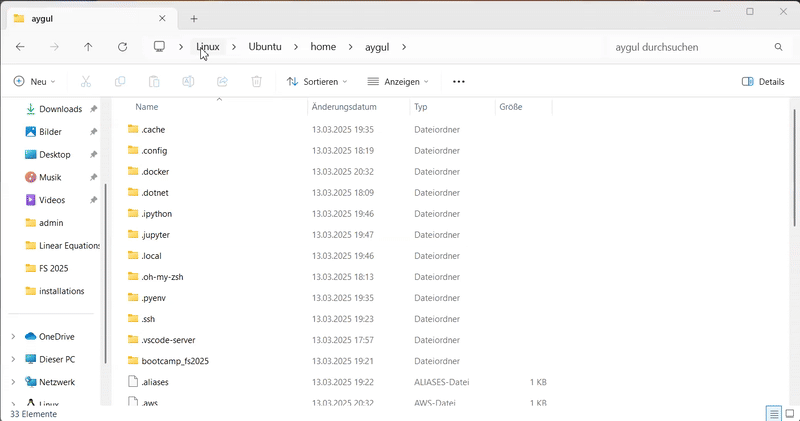 aygul
Linux Ubuntu home aygul
aygul durchsuchen
Neu
Sortieren
Anzeigen
Details
Downloads
Bilder
Desktop
Musik
Videos
admin
Linear Equations
FS 2025
installations
OneDrive
Dieser PC
Netzwerk
Linux
Name Änderungsdatum Typ Größe
.cache 13.03.2025 19:35 Dateiordner
.config 13.03.2025 18:19 Dateiordner
.docker 13.03.2025 20:32 Dateiordner
.dotnet 13.03.2025 18:09 Dateiordner
.ipython 13.03.2025 19:46 Dateiordner
.jupyter 13.03.2025 19:47 Dateiordner
.local 13.03.2025 19:46 Dateiordner
.oh-my-zsh 13.03.2025 18:13 Dateiordner
.pyenv 13.03.2025 19:35 Dateiordner
.ssh 13.03.2025 19:23 Dateiordner
.vscode-server 13.03.2025 17:57 Dateiordner
bootcamp_fs2025 13.03.2025 19:21 Dateiordner
.aliases 13.03.2025 19:22 ALIASES-Datei 1 KB
.aws 13.03.2025 20:32 AWS-Datei 1 KB
33 Elemente